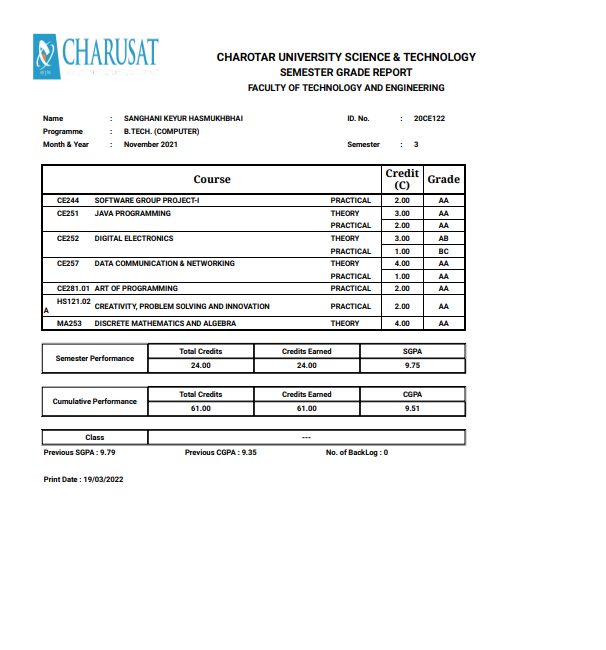 CHARUSAT
CHAROTAR UNIVERSITY SCIENCE & TECHNOLOGY
SEMESTER GRADE REPORT
FACULTY OF TECHNOLOGY AND ENGINEERING
Name : SANGHANI KEYUR HASMUKHBHAI ID. No. : 20CE122
Programme : B.TECH. (COMPUTER)
Month & Year : November 2021 Semester : 3
Course Credit (C) Grade
CE244 SOFTWARE GROUP PROJECT-I PRACTICAL 2.00 AA
CE251 JAVA PROGRAMMING THEORY 3.00 AA
PRACTICAL 2.00 AA
CE252 DIGITAL ELECTRONICS THEORY 3.00 AB
PRACTICAL 1.00 BC
CE257 DATA COMMUNICATION & NETWORKING THEORY 4.00 AA
PRACTICAL 1.00 AA
CE281.01 ART OF PROGRAMMING PRACTICAL 2.00 AA
HS121.02 A CREATIVITY, PROBLEM SOLVING AND INNOVATION PRACTICAL 2.00 AA
MA253 DISCRETE MATHEMATICS AND ALGEBRA THEORY 4.00 AA
Semester Performance Total Credits Credits Earned SGPA
24.00 24.00 9.75
Cumulative Performance Total Credits Credits Earned CGPA
61.00 61.00 9.51
Class ---
Previous SGPA : 9.79 Previous CGPA : 9.35 No. of BackLog : 0
Print Date : 19/03/2022